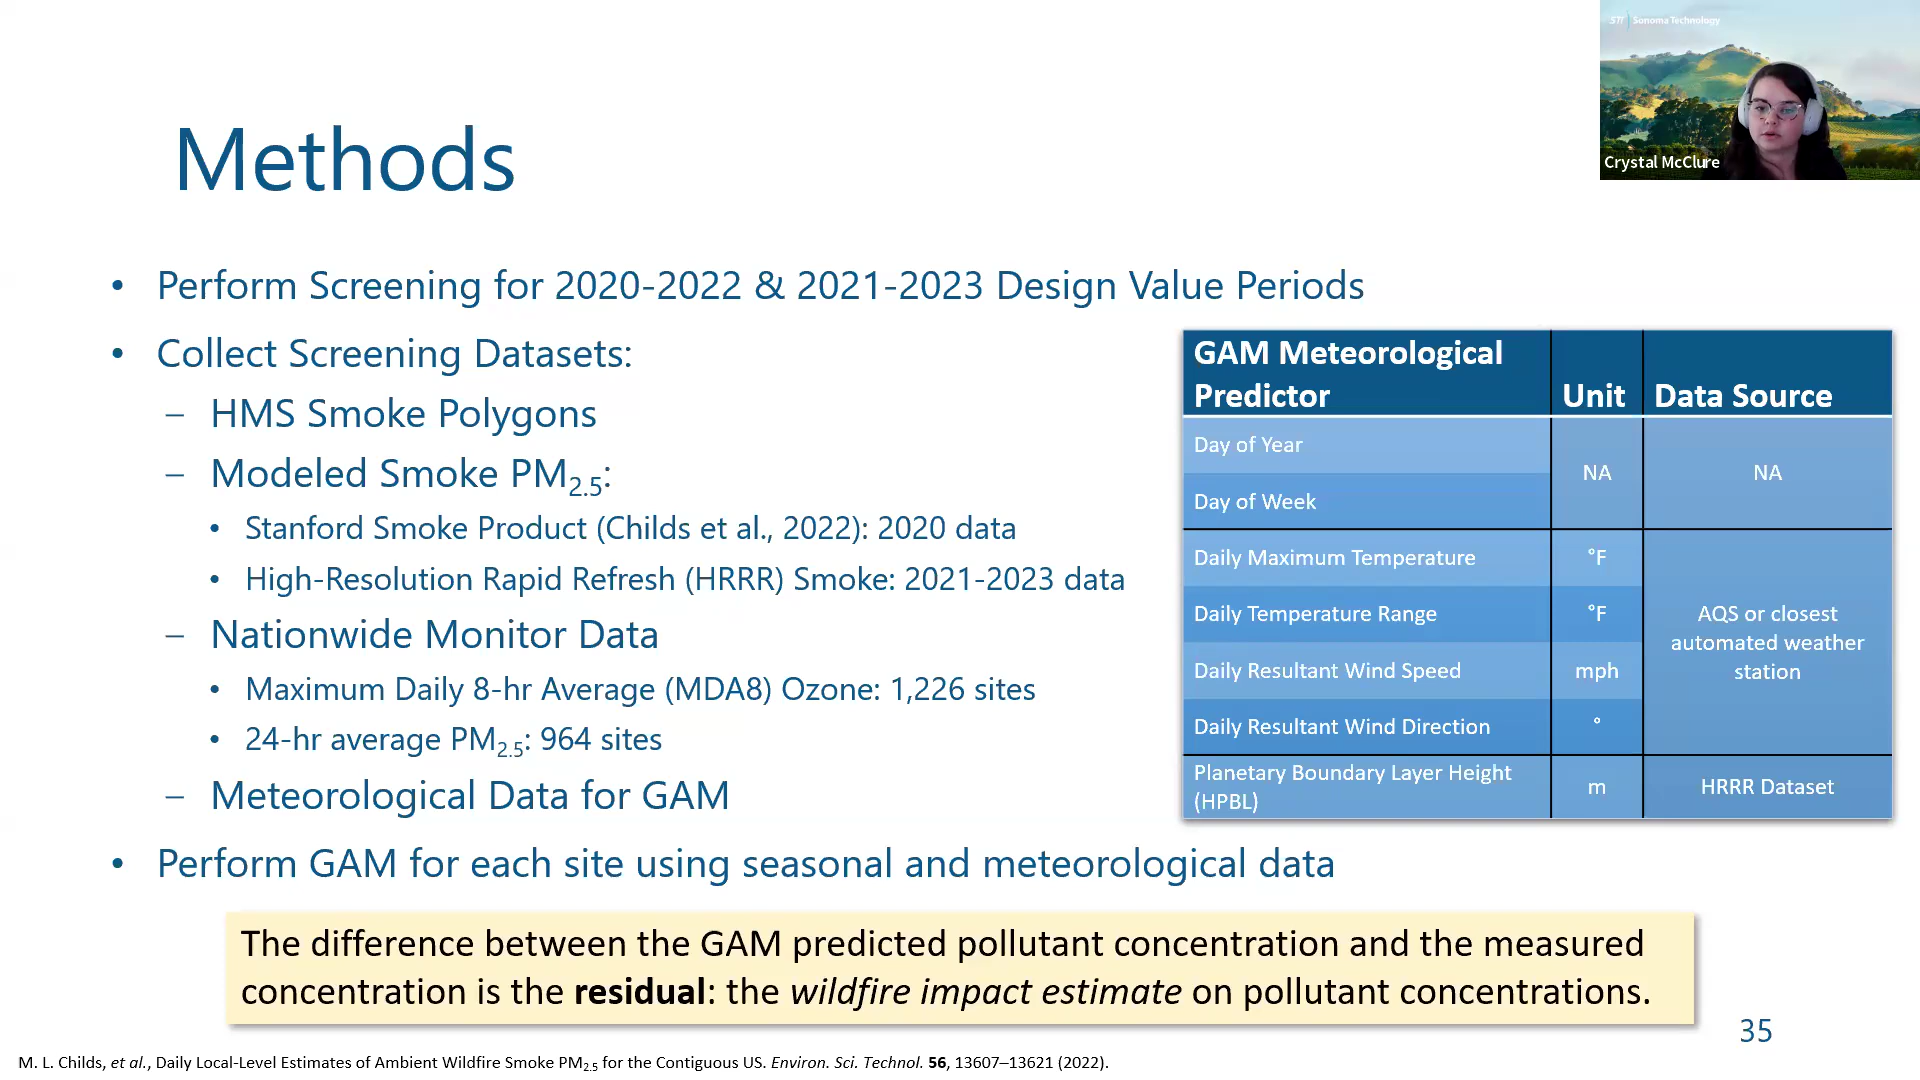 STI | Sonoma Technology
Crystal McClure
Methods
• Perform Screening for 2020-2022 & 2021-2023 Design Value Periods
• Collect Screening Datasets:
– HMS Smoke Polygons
– Modeled Smoke PM2.5:
• Stanford Smoke Product (Childs et al., 2022): 2020 data
• High-Resolution Rapid Refresh (HRRR) Smoke: 2021-2023 data
– Nationwide Monitor Data
• Maximum Daily 8-hr Average (MDA8) Ozone: 1,226 sites
• 24-hr average PM2.5: 964 sites
– Meteorological Data for GAM
• Perform GAM for each site using seasonal and meteorological data
GAM Meteorological
Predictor Unit Data Source
Day of Year
NA NA
Day of Week
Daily Maximum Temperature °F
Daily Temperature Range °F
AQS or closest
automated weather
station
Daily Resultant Wind Speed mph
Daily Resultant Wind Direction °
Planetary Boundary Layer Height
(HPBL) m HRRR Dataset
The difference between the GAM predicted pollutant concentration and the measured
concentration is the residual: the wildfire impact estimate on pollutant concentrations.
35
M. L. Childs, et al., Daily Local-Level Estimates of Ambient Wildfire Smoke PM2.5 for the Contiguous US. Environ. Sci. Technol. 56, 13607–13621 (2022).